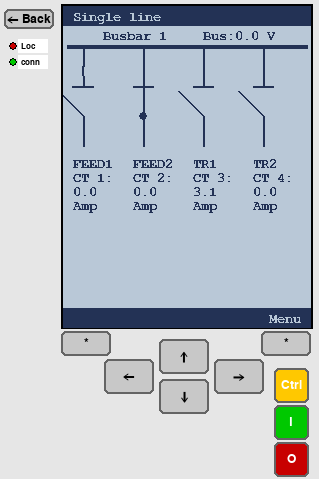 ← Back
Single line
Loc
conn
Busbar 1 Bus:0.0 V
FEED1 FEED2 TR1 TR2
CT 1: CT 2: CT 3: CT 4:
0.0 0.0 3.1 0.0
Amp Amp Amp Amp
Menu
* *
↑
← →
↓
Ctrl
I
O